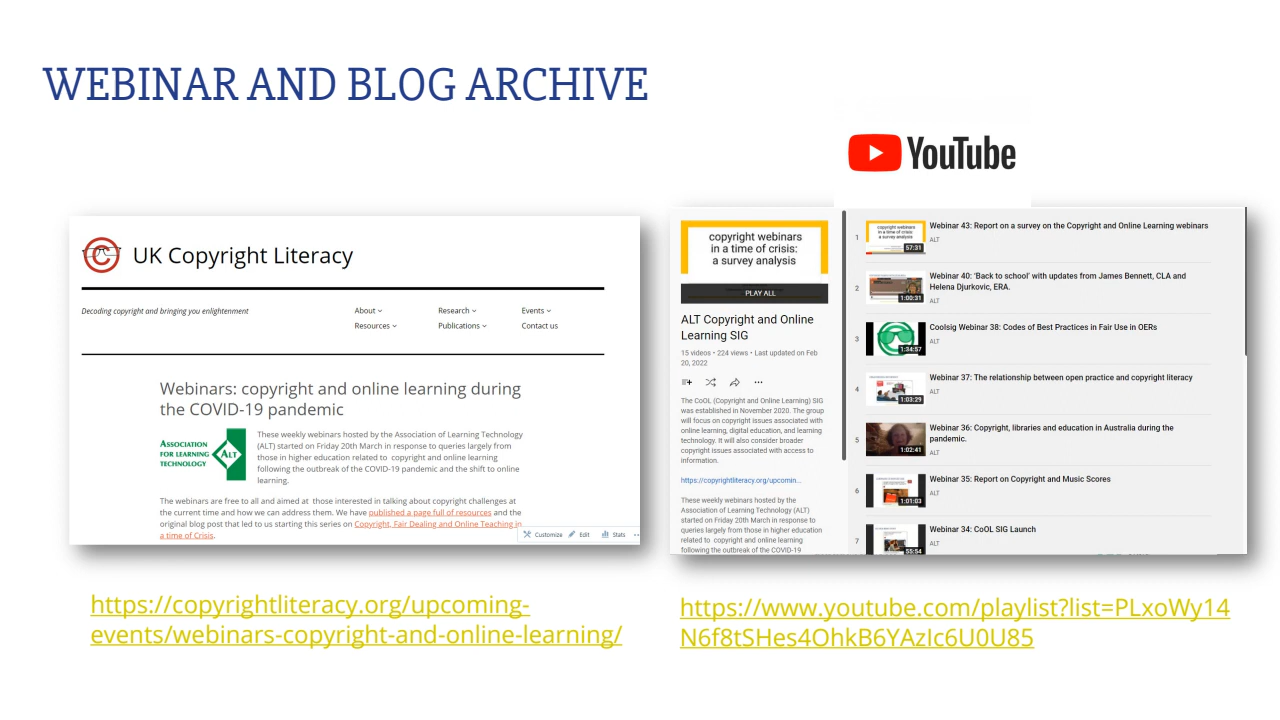 WEBINAR AND BLOG ARCHIVE
YouTube
UK Copyright Literacy
Decoding copyright and bringing you enlightenment
About
Research
Events
Resources
Publications
Contact us
Webinars: copyright and online learning during
the COVID-19 pandemic
ASSOCIATION
FOR LEARNING
TECHNOLOGY
ALT
These weekly webinars hosted by the Association of Learning Technology
(ALT) started on Friday 20th March in response to queries largely from
those in higher education related to copyright and online learning
following the outbreak of the COVID-19 pandemic and the shift to online
learning.
The webinars are free to all and aimed at those interested in talking about copyright challenges at
the current time and how we can address them. We have published a page full of resources and the
original blog post that led to us starting this series on Copyright, Fair Dealing and Online Teaching in
a time of Crisis.
Customize
Edit
Stats
copyright webinars
in a time of crisis:
a survey analysis
PLAY ALL
ALT Copyright and Online
Learning SIG
15 videos • 224 views • Last updated on Feb
20, 2022
The CoOL (Copyright and Online Learning) SIG
was established in November 2020. The group
will focus on copyright issues associated with
online learning, digital education, and learning
technology. It will also consider broader
copyright issues associated with access to
information.
https://copyrightliteracy.org/upcomin...
These weekly webinars hosted by the
Association of Learning Technology (ALT)
started on Friday 20th March in response to
queries largely from those in higher education
related to copyright and online learning
following the outbreak of the COVID-19
1
copyright webinars
in a time of crisis:
a survey analysis
57:31
Webinar 43: Report on a survey on the Copyright and Online Learning webinars
ALT
2
1:00:31
Webinar 40: 'Back to school' with updates from James Bennett, CLA and
Helena Djurkovic, ERA.
ALT
3
1:34:57
Coolsig Webinar 38: Codes of Best Practices in Fair Use in OERs
ALT
4
1:03:29
Webinar 37: The relationship between open practice and copyright literacy
ALT
5
1:02:41
Webinar 36: Copyright, libraries and education in Australia during the
pandemic.
ALT
6
1:01:03
Webinar 35: Report on Copyright and Music Scores
ALT
7
55:54
Webinar 34: CoOL SIG Launch
ALT
https://copyrightliteracy.org/upcoming-
events/webinars-copyright-and-online-learning/
https://www.youtube.com/playlist?list=PLxoWy14
N6f8tSHes4OhkB6YAzIc6U0U85